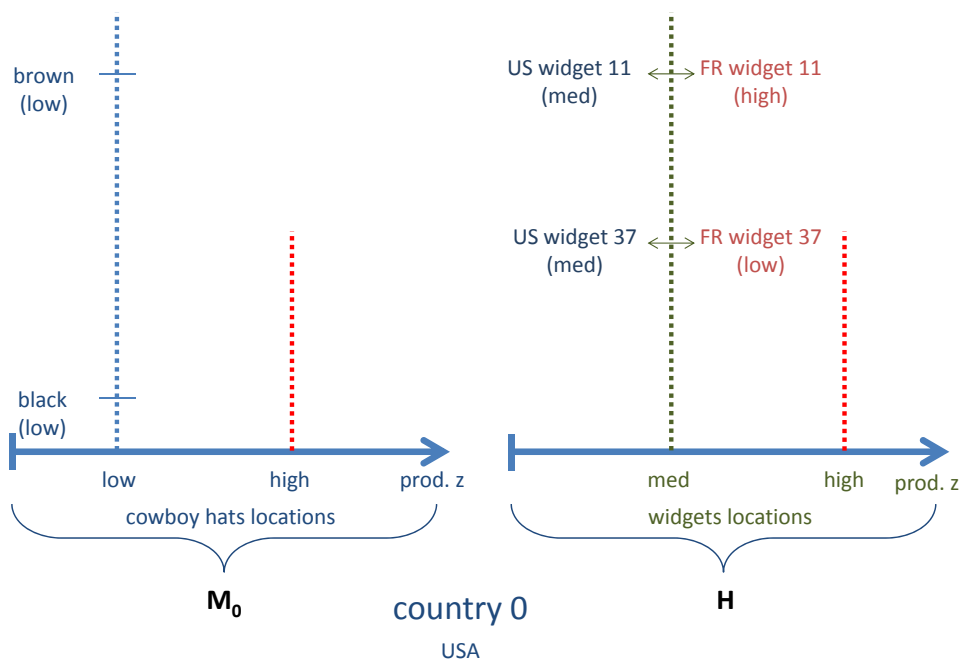 brown
(low)
US widget 11
(med)
FR widget 11
(high)
US widget 37
(med)
FR widget 37
(low)
black
(low)
low
high
prod. z
med
high
prod. z
cowboy hats locations
widgets locations
M₀
H
country 0
USA